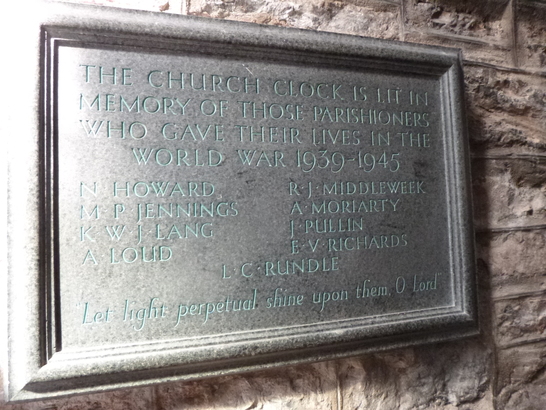 THE CHURCH CLOCK IS LIT IN
MEMORY OF THOSE PARISHIONERS
WHO GAVE THEIR LIVES IN THE
WORLD WAR 1939-1945
N·HOWARD, R·J·MIDDLEWEEK
M·P·JENNINGS A·MORIARTY
K·W·J·LANG J·PULLIN
A·LOUD E·V·RICHARDS
L·C·RUNDLE
"Let light perpetual shine upon them, O Lord"